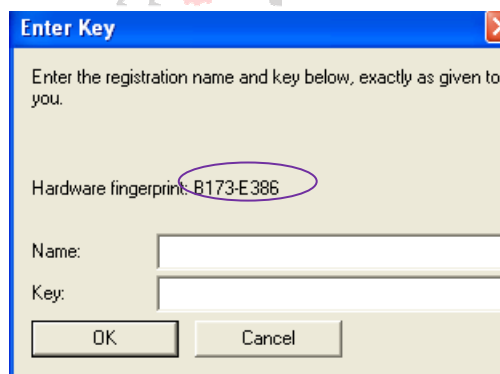 Enter Key
Enter the registration name and key below, exactly as given to
you.
Hardware fingerprint: B173-E386
Name:
Key:
OK
Cancel